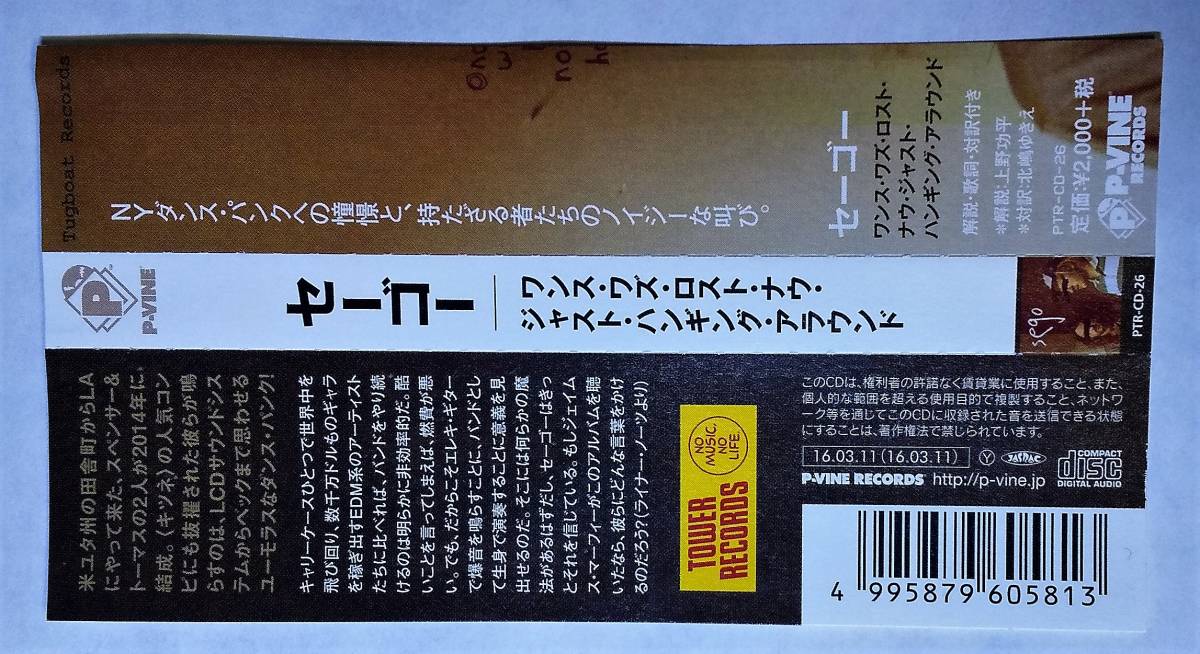 Tugboat Records
Onc
w
no
ha
NYダンス・パンクへの憧憬と、持たざる者たちのノイジーな叫び。
セーゴー
ワンス・ワズ・ロスト・
ナウ・ジャスト・
ハンギング・アラウンド
解説・歌詞・対訳付き
*解説:上野功平
*対訳:北嶋ゆきえ
PTR-CD-26
定価:¥2,000+税
P-VINE
RECORDS
P-VINE
セーゴー
ワンス・ワズ・ロスト・ナウ・
ジャスト・ハンギング・アラウンド
sego
PTR-CD-26
米ユタ州の田舎町からLA
にやって来た、スペンサー&
トーマスの2人が2014年に、
結成。〈キツネ〉の人気コン
ピにも抜擢された彼らが鳴
らすのは、LCDサウンドシス
テムからベックまで思わせる
ユーモラスなダンス・パンク!
キャリーケースひとつで世界中を
飛び回り、数千万ドルものギャラ
を稼ぎ出すEDM系のアーティスト
たちに比べれば、バンドをやり続
けるのは明らかに非効率的だ。酷
いことを言ってしまえば、燃費が悪
い。でも、だからこそエレキ・ギター
で爆音を鳴らすことに、バンドとし
て生身で演奏することに意義を見
出せるのだ。そこには何らかの魔
法があるはずだし、セーゴーはきっ
とそれを信じている。もしジェイム
ス・マーフィーがこのアルバムを聴
いたなら、彼らにどんな言葉をかけ
るのだろう?(ライナー・ノーツより)
NO
MUSIC,
NO
LIFE.
TOWER
RECORDS
このCDは、権利者の許諾なく賃貸業に使用すること、また、
個人的な範囲を超える使用目的で複製すること、ネットワ
ーク等を通じてこのCDに収録された音を送信できる状態
にすることは、著作権法で禁じられています。
16.03.11(16.03.11) Y JASRAC
COMPACT
disc
DIGITAL AUDIO
P-VINE RECORDS http://p-vine.jp
4 995879 605813